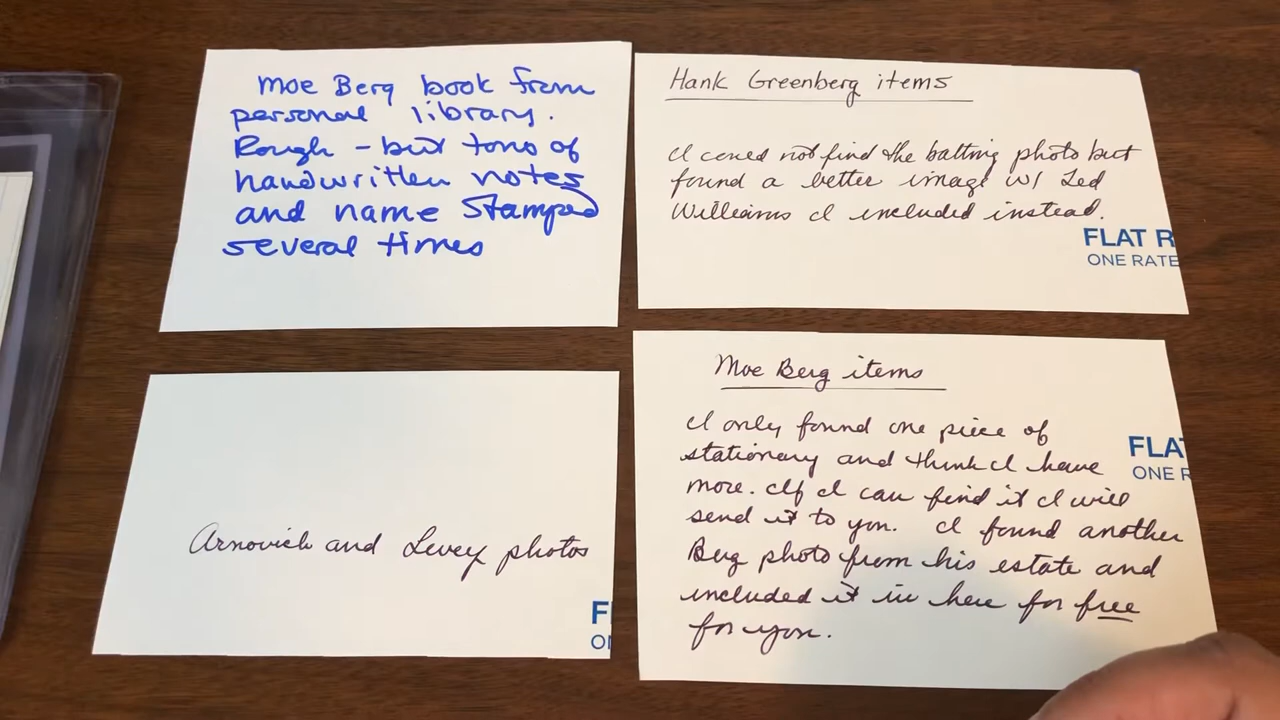 Moe Berg book from
personal library.
Rough - but tons of
handwritten notes
and name stamped
several times
Hank Greenberg items
I could not find the batting photo but
found a better image w/ Ted
Williams I included instead.
FLAT R
ONE RATE
Arnovich and Levey photos
F
O
Moe Berg items
I only found one piece of
stationary and think I have
more. If I can find it I will
send it to you. I found another
Berg photo from his estate and
included it in here for free
for you.
FLA
ONE R